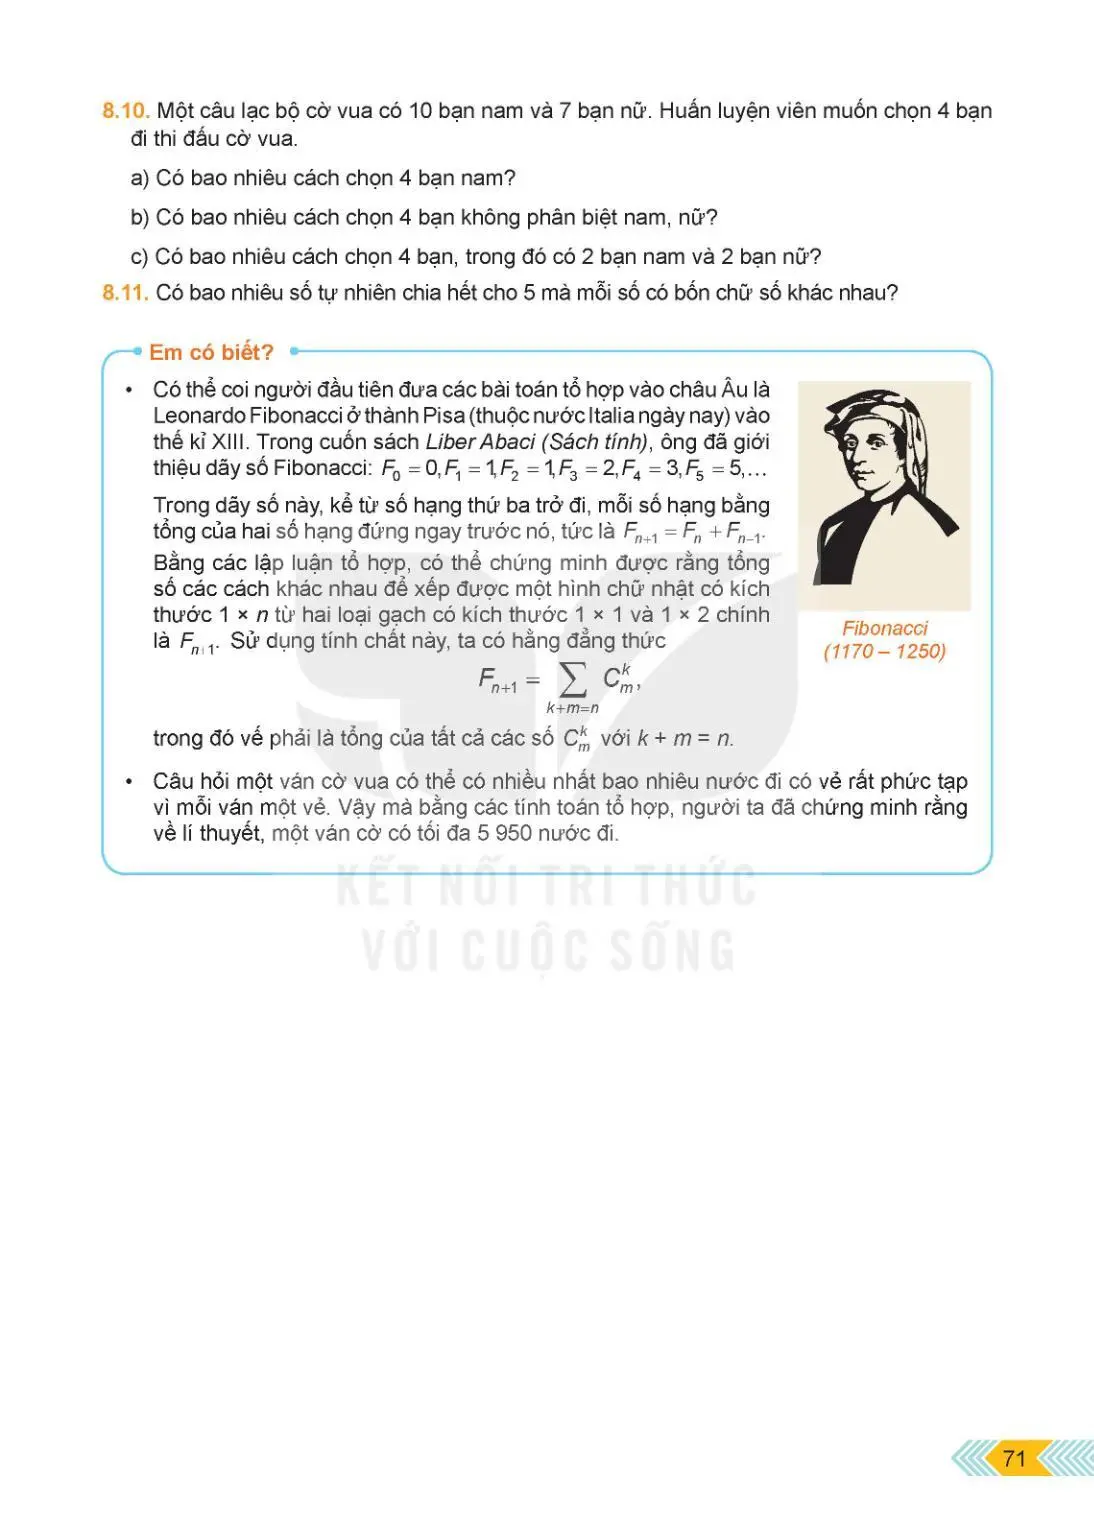 8.10. Một câu lạc bộ cờ vua có 10 bạn nam và 7 bạn nữ. Huấn luyện viên muốn chọn 4 bạn
đi thi đấu cờ vua.
a) Có bao nhiêu cách chọn 4 bạn nam?
b) Có bao nhiêu cách chọn 4 bạn không phân biệt nam, nữ?
c) Có bao nhiêu cách chọn 4 bạn, trong đó có 2 bạn nam và 2 bạn nữ?
8.11. Có bao nhiêu số tự nhiên chia hết cho 5 mà mỗi số có bốn chữ số khác nhau?
Em có biết?
• Có thể coi người đầu tiên đưa các bài toán tổ hợp vào châu Âu là
Leonardo Fibonacci ở thành Pisa (thuộc nước Italia ngày nay) vào
thế kỉ XIII. Trong cuốn sách Liber Abaci (Sách tính), ông đã giới
thiệu dãy số Fibonacci: F₀ = 0, F₁ = 1, F₂ = 1, F₃ = 2, F₄ = 3, F₅ = 5,...
Trong dãy số này, kể từ số hạng thứ ba trở đi, mỗi số hạng bằng
tổng của hai số hạng đứng ngay trước nó, tức là Fₙ₊₁ = Fₙ + Fₙ₋₁.
Bằng các lập luận tổ hợp, có thể chứng minh được rằng tổng
số các cách khác nhau để xếp được một hình chữ nhật có kích
thước 1 × n từ hai loại gạch có kích thước 1 × 1 và 1 × 2 chính
là Fₙ₊₁. Sử dụng tính chất này, ta có hằng đẳng thức
Fₙ₊₁ = ∑ Cₘᵏ,
k+m=n
trong đó vế phải là tổng của tất cả các số Cₘᵏ với k + m = n.
Fibonacci
(1170 – 1250)
• Câu hỏi một ván cờ vua có thể có nhiều nhất bao nhiêu nước đi có vẻ rất phức tạp
vì mỗi ván một vẻ. Vậy mà bằng các tính toán tổ hợp, người ta đã chứng minh rằng
về lí thuyết, một ván cờ có tối đa 5 950 nước đi.
KẾT NỐI TRI THỨC
VỚI CUỘC SỐNG
71